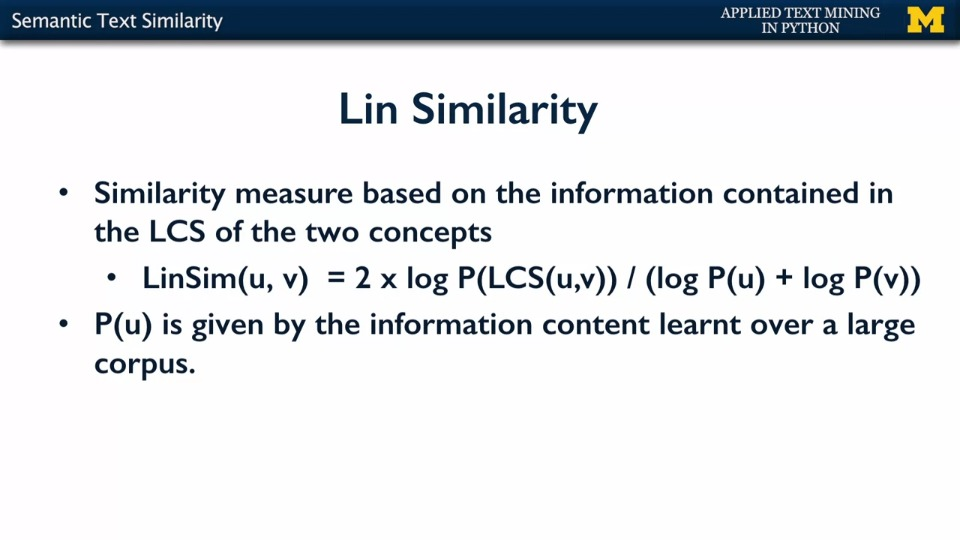 Semantic Text Similarity
APPLIED TEXT MINING
IN PYTHON
M
Lin Similarity
• Similarity measure based on the information contained in
the LCS of the two concepts
• LinSim(u, v) = 2 x log P(LCS(u,v)) / (log P(u) + log P(v))
• P(u) is given by the information content learnt over a large
corpus.